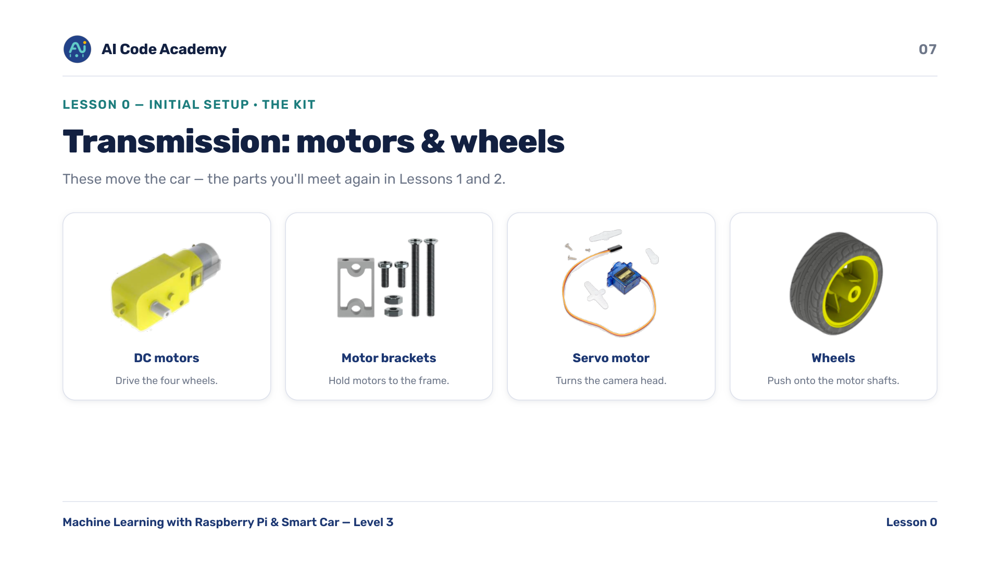 AI Code Academy
07
LESSON 0 — INITIAL SETUP • THE KIT
Transmission: motors & wheels
These move the car — the parts you'll meet again in Lessons 1 and 2.
DC motors
Drive the four wheels.
Motor brackets
Hold motors to the frame.
Servo motor
Turns the camera head.
Wheels
Push onto the motor shafts.
Machine Learning with Raspberry Pi & Smart Car — Level 3
Lesson 0